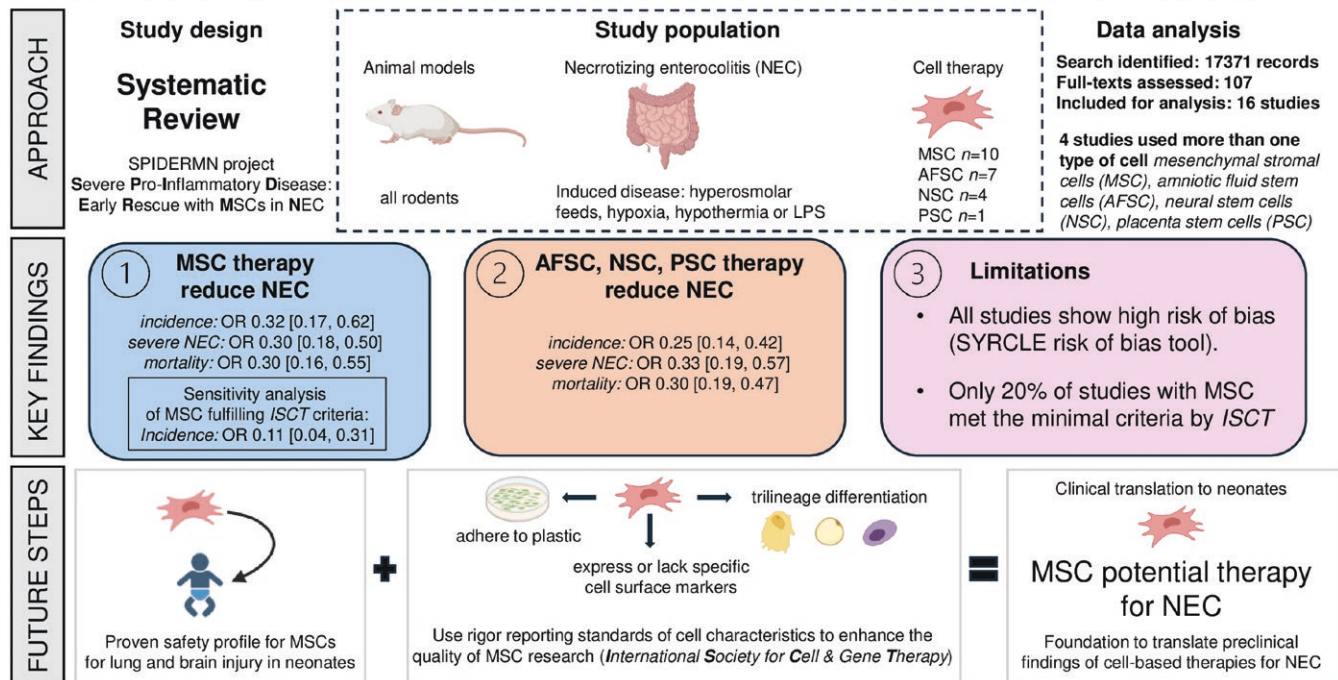 APPROACH
Study design
Systematic
Review
SPIDERMN project
Severe Pro-Inflammatory Disease:
Early Rescue with MSCs in NEC
Study population
Animal models
all rodents
Necrrotizing enterocolitis (NEC)
Induced disease: hyperosmolar
feeds, hypoxia, hypothermia or LPS
Cell therapy
MSC n=10
AFSC n=7
NSC n=4
PSC n=1
Data analysis
Search identified: 17371 records
Full-texts assessed: 107
Included for analysis: 16 studies
4 studies used more than one
type of cell mesenchymal stromal
cells (MSC), amniotic fluid stem
cells (AFSC), neural stem cells
(NSC), placenta stem cells (PSC)
KEY FINDINGS
1
MSC therapy
reduce NEC
incidence: OR 0.32 [0.17, 0.62]
severe NEC: OR 0.30 [0.18, 0.50]
mortality: OR 0.30 [0.16, 0.55]
Sensitivity analysis
of MSC fulfilling ISCT criteria:
Incidence: OR 0.11 [0.04, 0.31]
2
AFSC, NSC, PSC therapy
reduce NEC
incidence: OR 0.25 [0.14, 0.42]
severe NEC: OR 0.33 [0.19, 0.57]
mortality: OR 0.30 [0.19, 0.47]
3
Limitations
• All studies show high risk of bias
(SYRCLE risk of bias tool).
• Only 20% of studies with MSC
met the minimal criteria by ISCT
FUTURE STEPS
Proven safety profile for MSCs
for lung and brain injury in neonates
+
adhere to plastic
trilineage differentiation
express or lack specific
cell surface markers
Use rigor reporting standards of cell characteristics to enhance the
quality of MSC research (International Society for Cell & Gene Therapy)
=
Clinical translation to neonates
MSC potential therapy
for NEC
Foundation to translate preclinical
findings of cell-based therapies for NEC